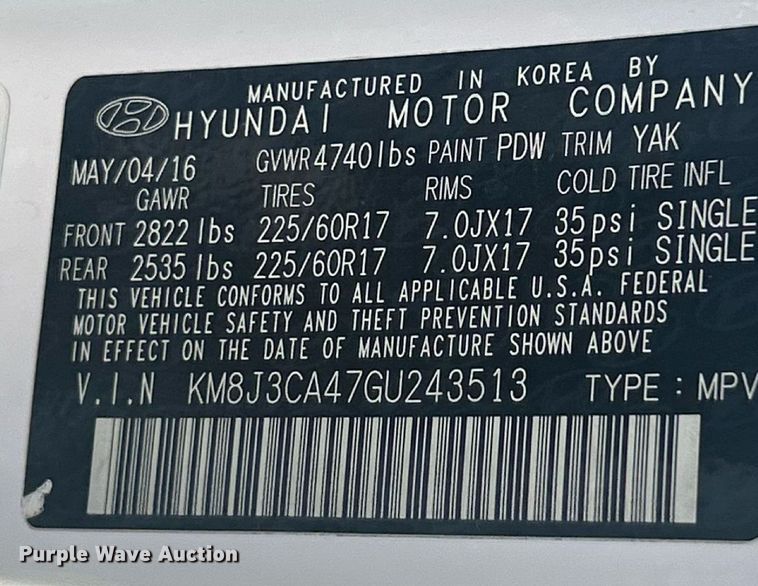 MANUFACTURED IN KOREA BY
HYUNDAI MOTOR COMPANY
MAY/04/16 GVWR4740lbs PAINT PDW TRIM YAK
GAWR TIRES RIMS COLD TIRE INFL
FRONT 2822 lbs 225/60R17 7.0JX17 35psi SINGLE
REAR 2535 lbs 225/60R17 7.0JX17 35psi SINGLE
THIS VEHICLE CONFORMS TO ALL APPLICABLE U.S.A. FEDERAL
MOTOR VEHICLE SAFETY AND THEFT PREVENTION STANDARDS
IN EFFECT ON THE DATE OF MANUFACTURE SHOWN ABOVE
V.I.N KM8J3CA47GU243513 TYPE : MPV
Purple Wave Auction